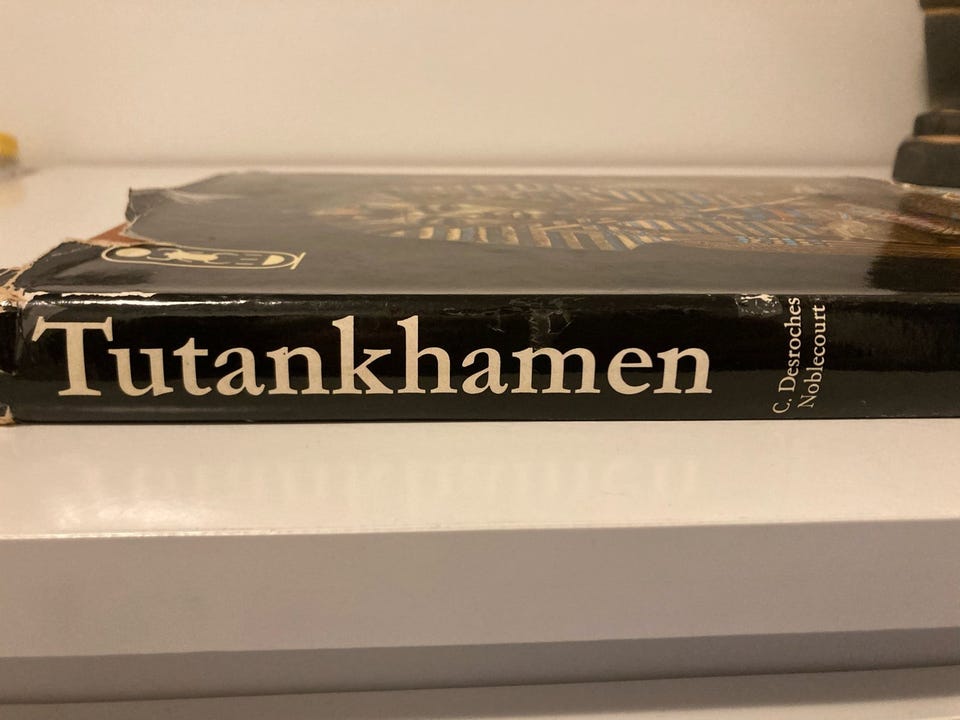 Tutankhamen
C. Desroches
Noblecourt